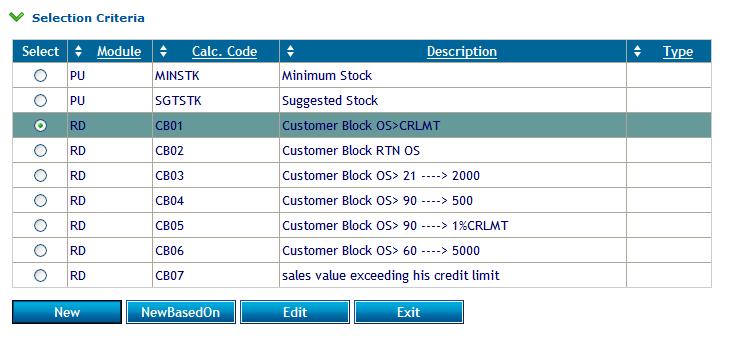 Selection Criteria
Select Module Calc. Code Description Type
PU MINSTK Minimum Stock
PU SGTSTK Suggested Stock
RD CB01 Customer Block OS>CRLMT
RD CB02 Customer Block RTN OS
RD CB03 Customer Block OS> 21 ----> 2000
RD CB04 Customer Block OS> 90 ----> 500
RD CB05 Customer Block OS> 90 ----> 1%CRLMT
RD CB06 Customer Block OS> 60 ----> 5000
RD CB07 sales value exceeding his credit limit
New NewBasedOn Edit Exit